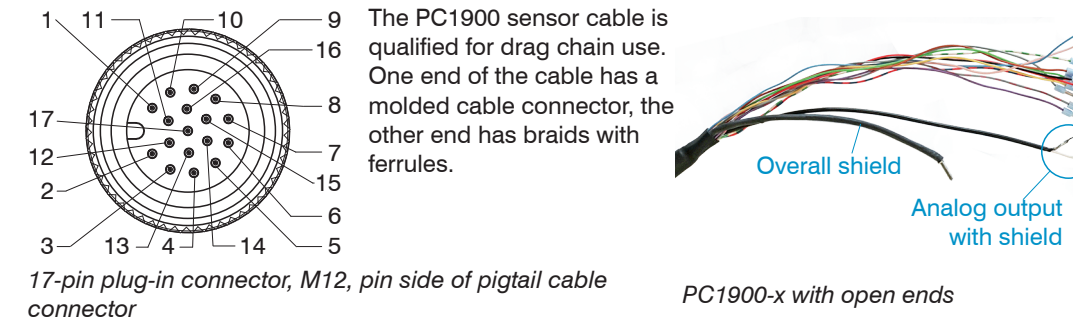 1
11
10
9
16
8
17
7
12
15
2
6
3
13
4
14
5
The PC1900 sensor cable is
qualified for drag chain use.
One end of the cable has a
molded cable connector, the
other end has braids with
ferrules.
Overall shield
Analog output
with shield
17-pin plug-in connector, M12, pin side of pigtail cable
connector
PC1900-x with open ends